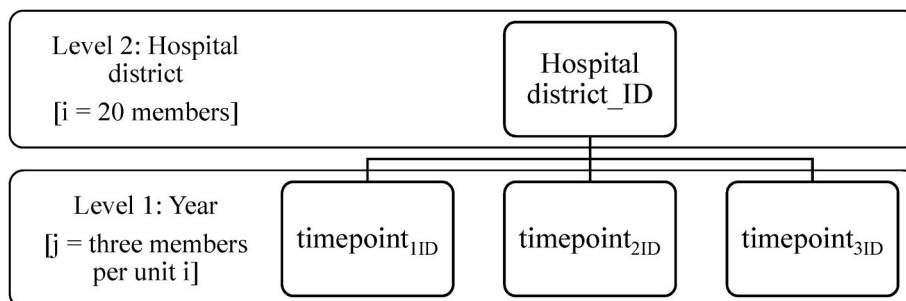 Level 2: Hospital
district
[i = 20 members]
Hospital
district_ID
Level 1: Year
[j = three members
per unit i]
timepoint1ID
timepoint2ID
timepoint3ID